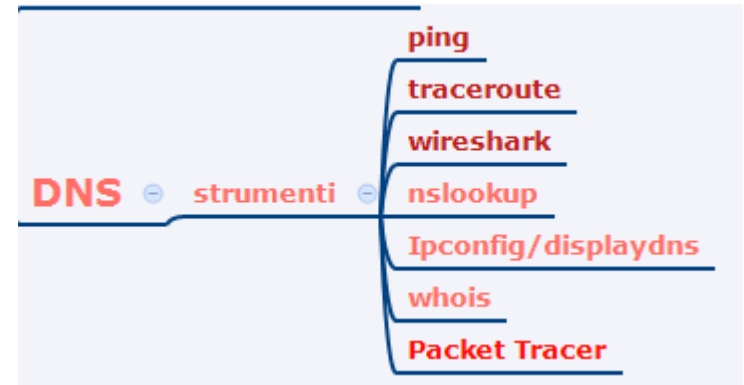 ping
traceroute
wireshark
DNS
strumenti
nslookup
Ipconfig/displaydns
whois
Packet Tracer